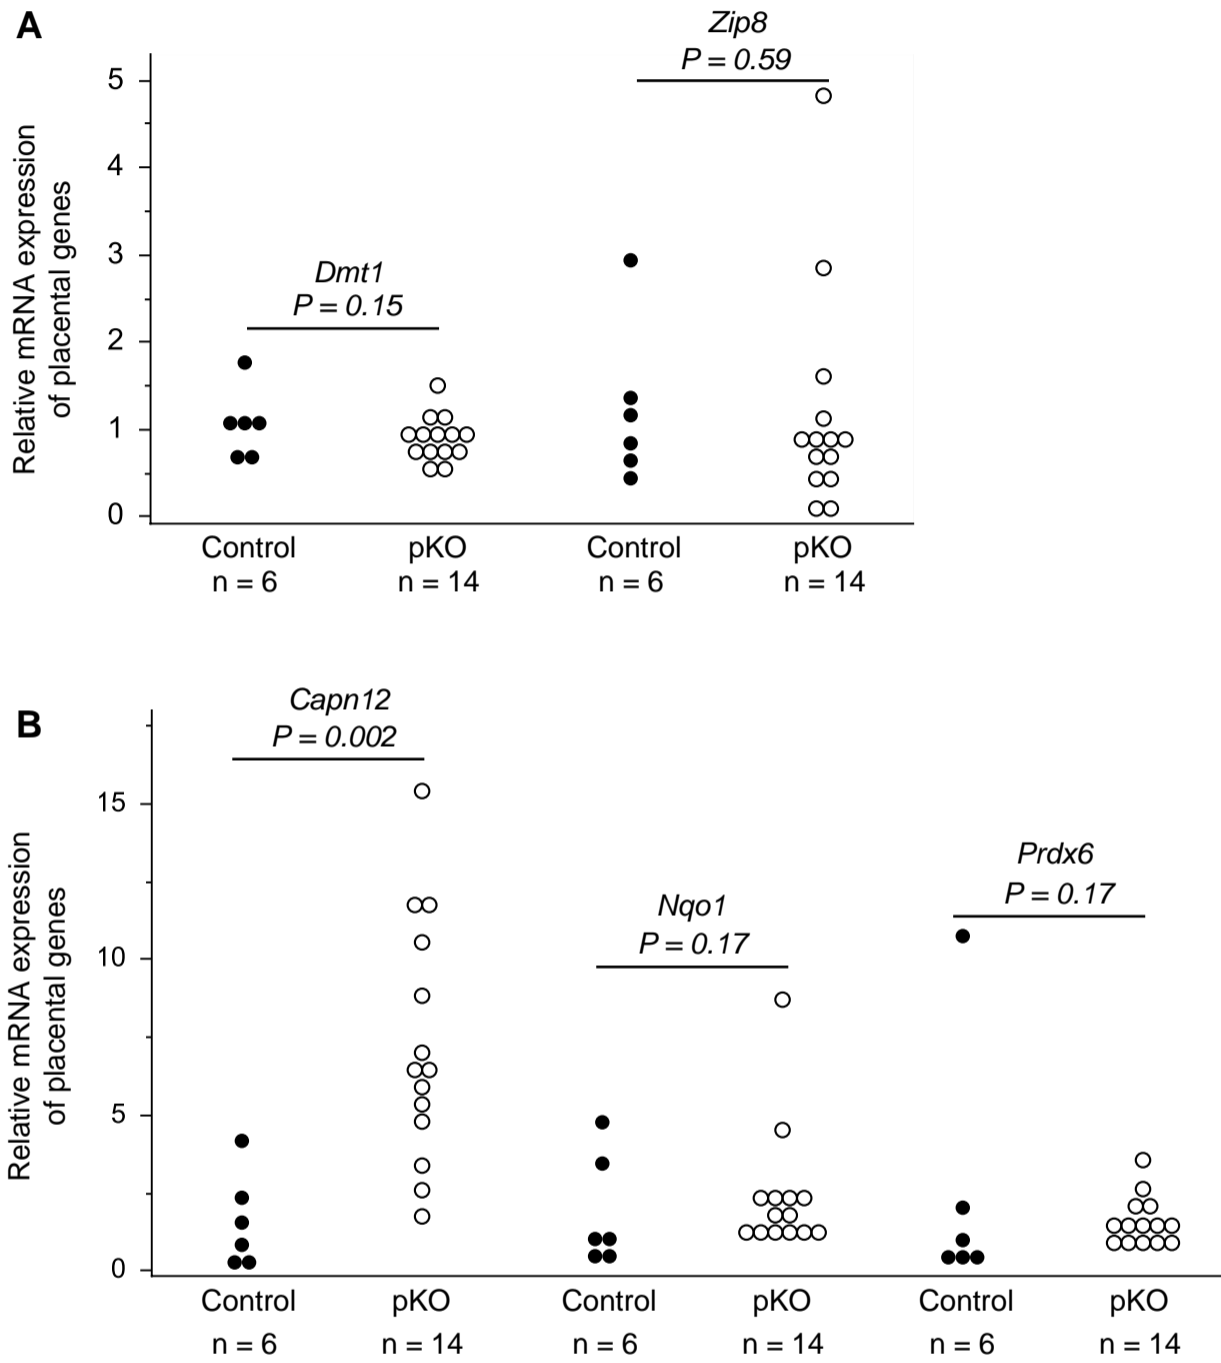 A
Zip8
P = 0.59
Dmt1
P = 0.15
Relative mRNA expression
of placental genes
5
4
3
2
1
0
Control pKO Control pKO
n = 6 n = 14 n = 6 n = 14
B
Capn12
P = 0.002
Nqo1
P = 0.17
Prdx6
P = 0.17
Relative mRNA expression
of placental genes
15
10
5
0
Control pKO Control pKO Control pKO
n = 6 n = 14 n = 6 n = 14 n = 6 n = 14